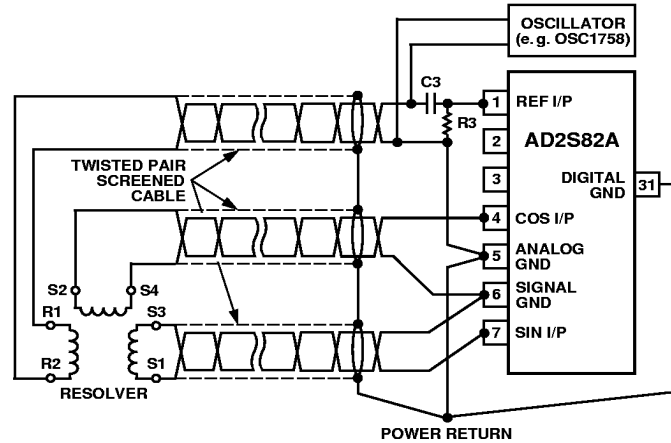 OSCILLATOR
(e. g. OSC1758)
C3
R3
1
REF I/P
2
AD2S82A
3
DIGITAL
GND
31
4
COS I/P
5
ANALOG
GND
6
SIGNAL
GND
7
SIN I/P
TWISTED PAIR
SCREENED
CABLE
S2
S4
R1
S3
R2
S1
RESOLVER
POWER RETURN